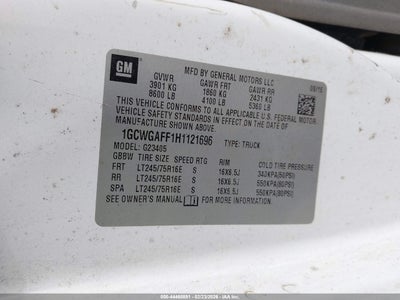 GM
MFD BY GENERAL MOTORS LLC
GVWR GAWR FRT GAWR RR
3901 KG 1860 KG 2431 KG
8600 LB 4100 LB 5360 LB
THIS VEHICLE CONFORMS TO ALL APPLICABLE U.S. FEDERAL MOTOR
VEHICLE SAFETY STANDARDS IN EFFECT ON THE DATE OF
MANUFACTURE SHOWN ABOVE.
1GCWGAFF1H1121696
TYPE: TRUCK
MODEL: G23405
GBBW TIRE SIZE SPEED RTG RIM COLD TIRE PRESSURE
FRT LT245/75R16E S 16X6.5J 343KPA(50PSI)
RR LT245/75R16E S 16X6.5J 550KPA(80PSI)
SPA LT245/75R16E S 16X6.5J 550KPA(80PSI)
SEE OWNER'S MANUAL FOR ADDITIONAL INFORMATION.